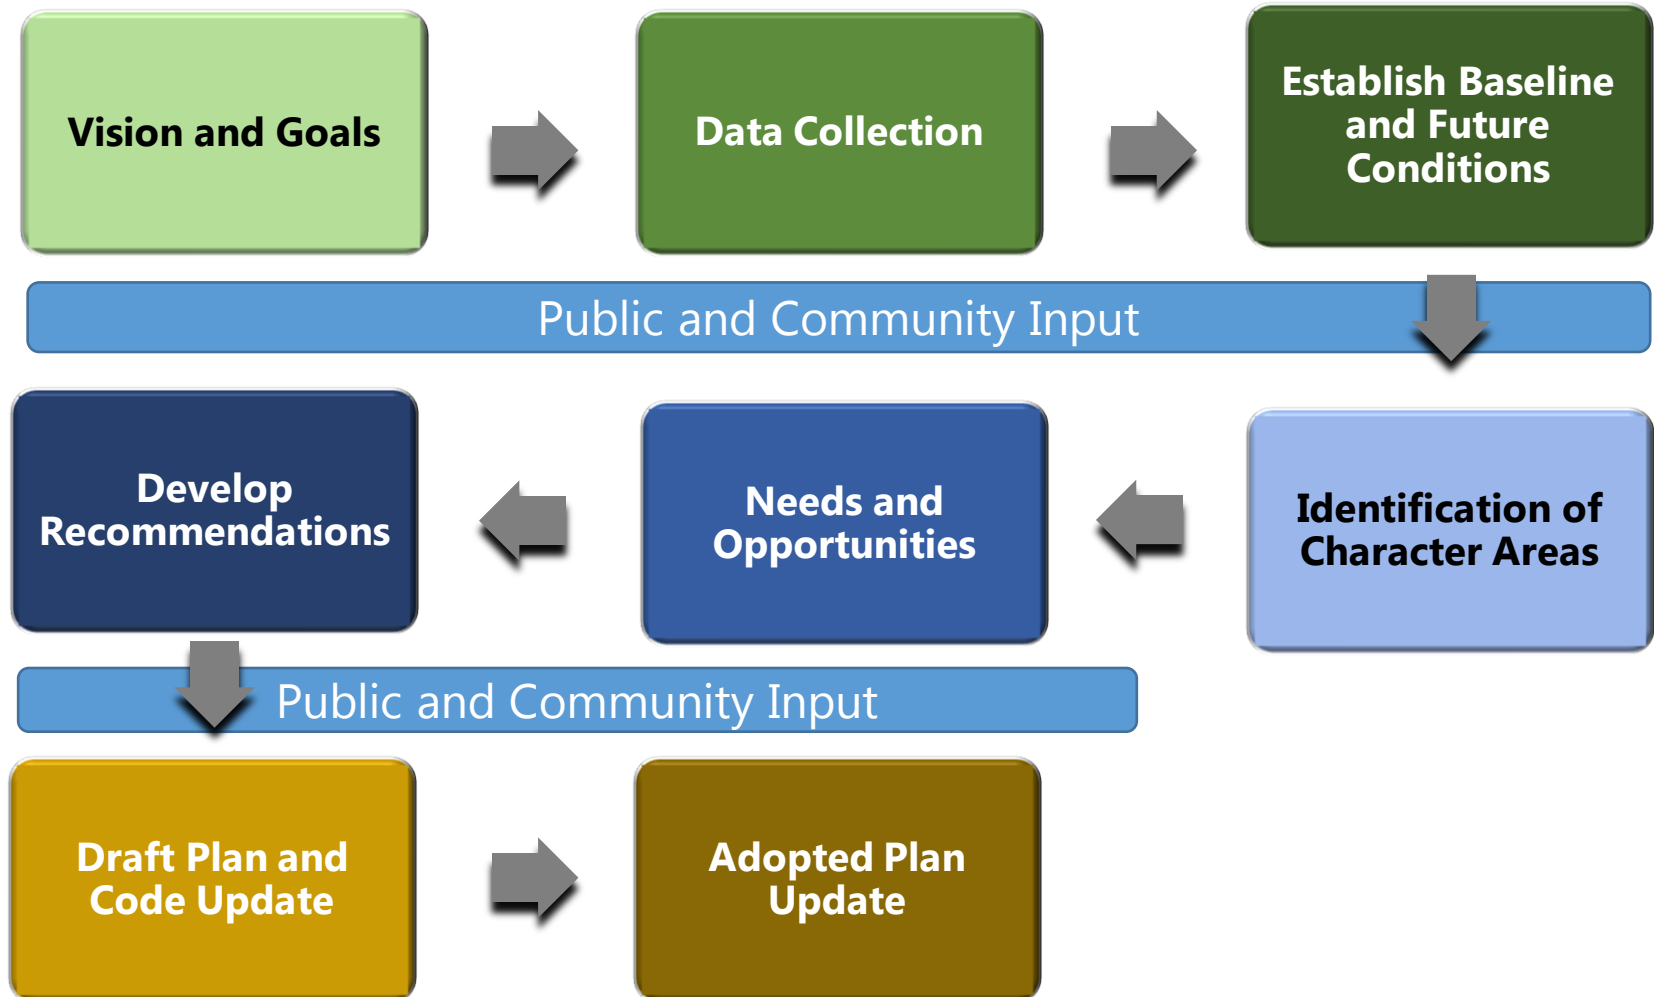 Vision and Goals
Data Collection
Establish Baseline
and Future
Conditions
Public and Community Input
Develop
Recommendations
Needs and
Opportunities
Identification of
Character Areas
Public and Community Input
Draft Plan and
Code Update
Adopted Plan
Update